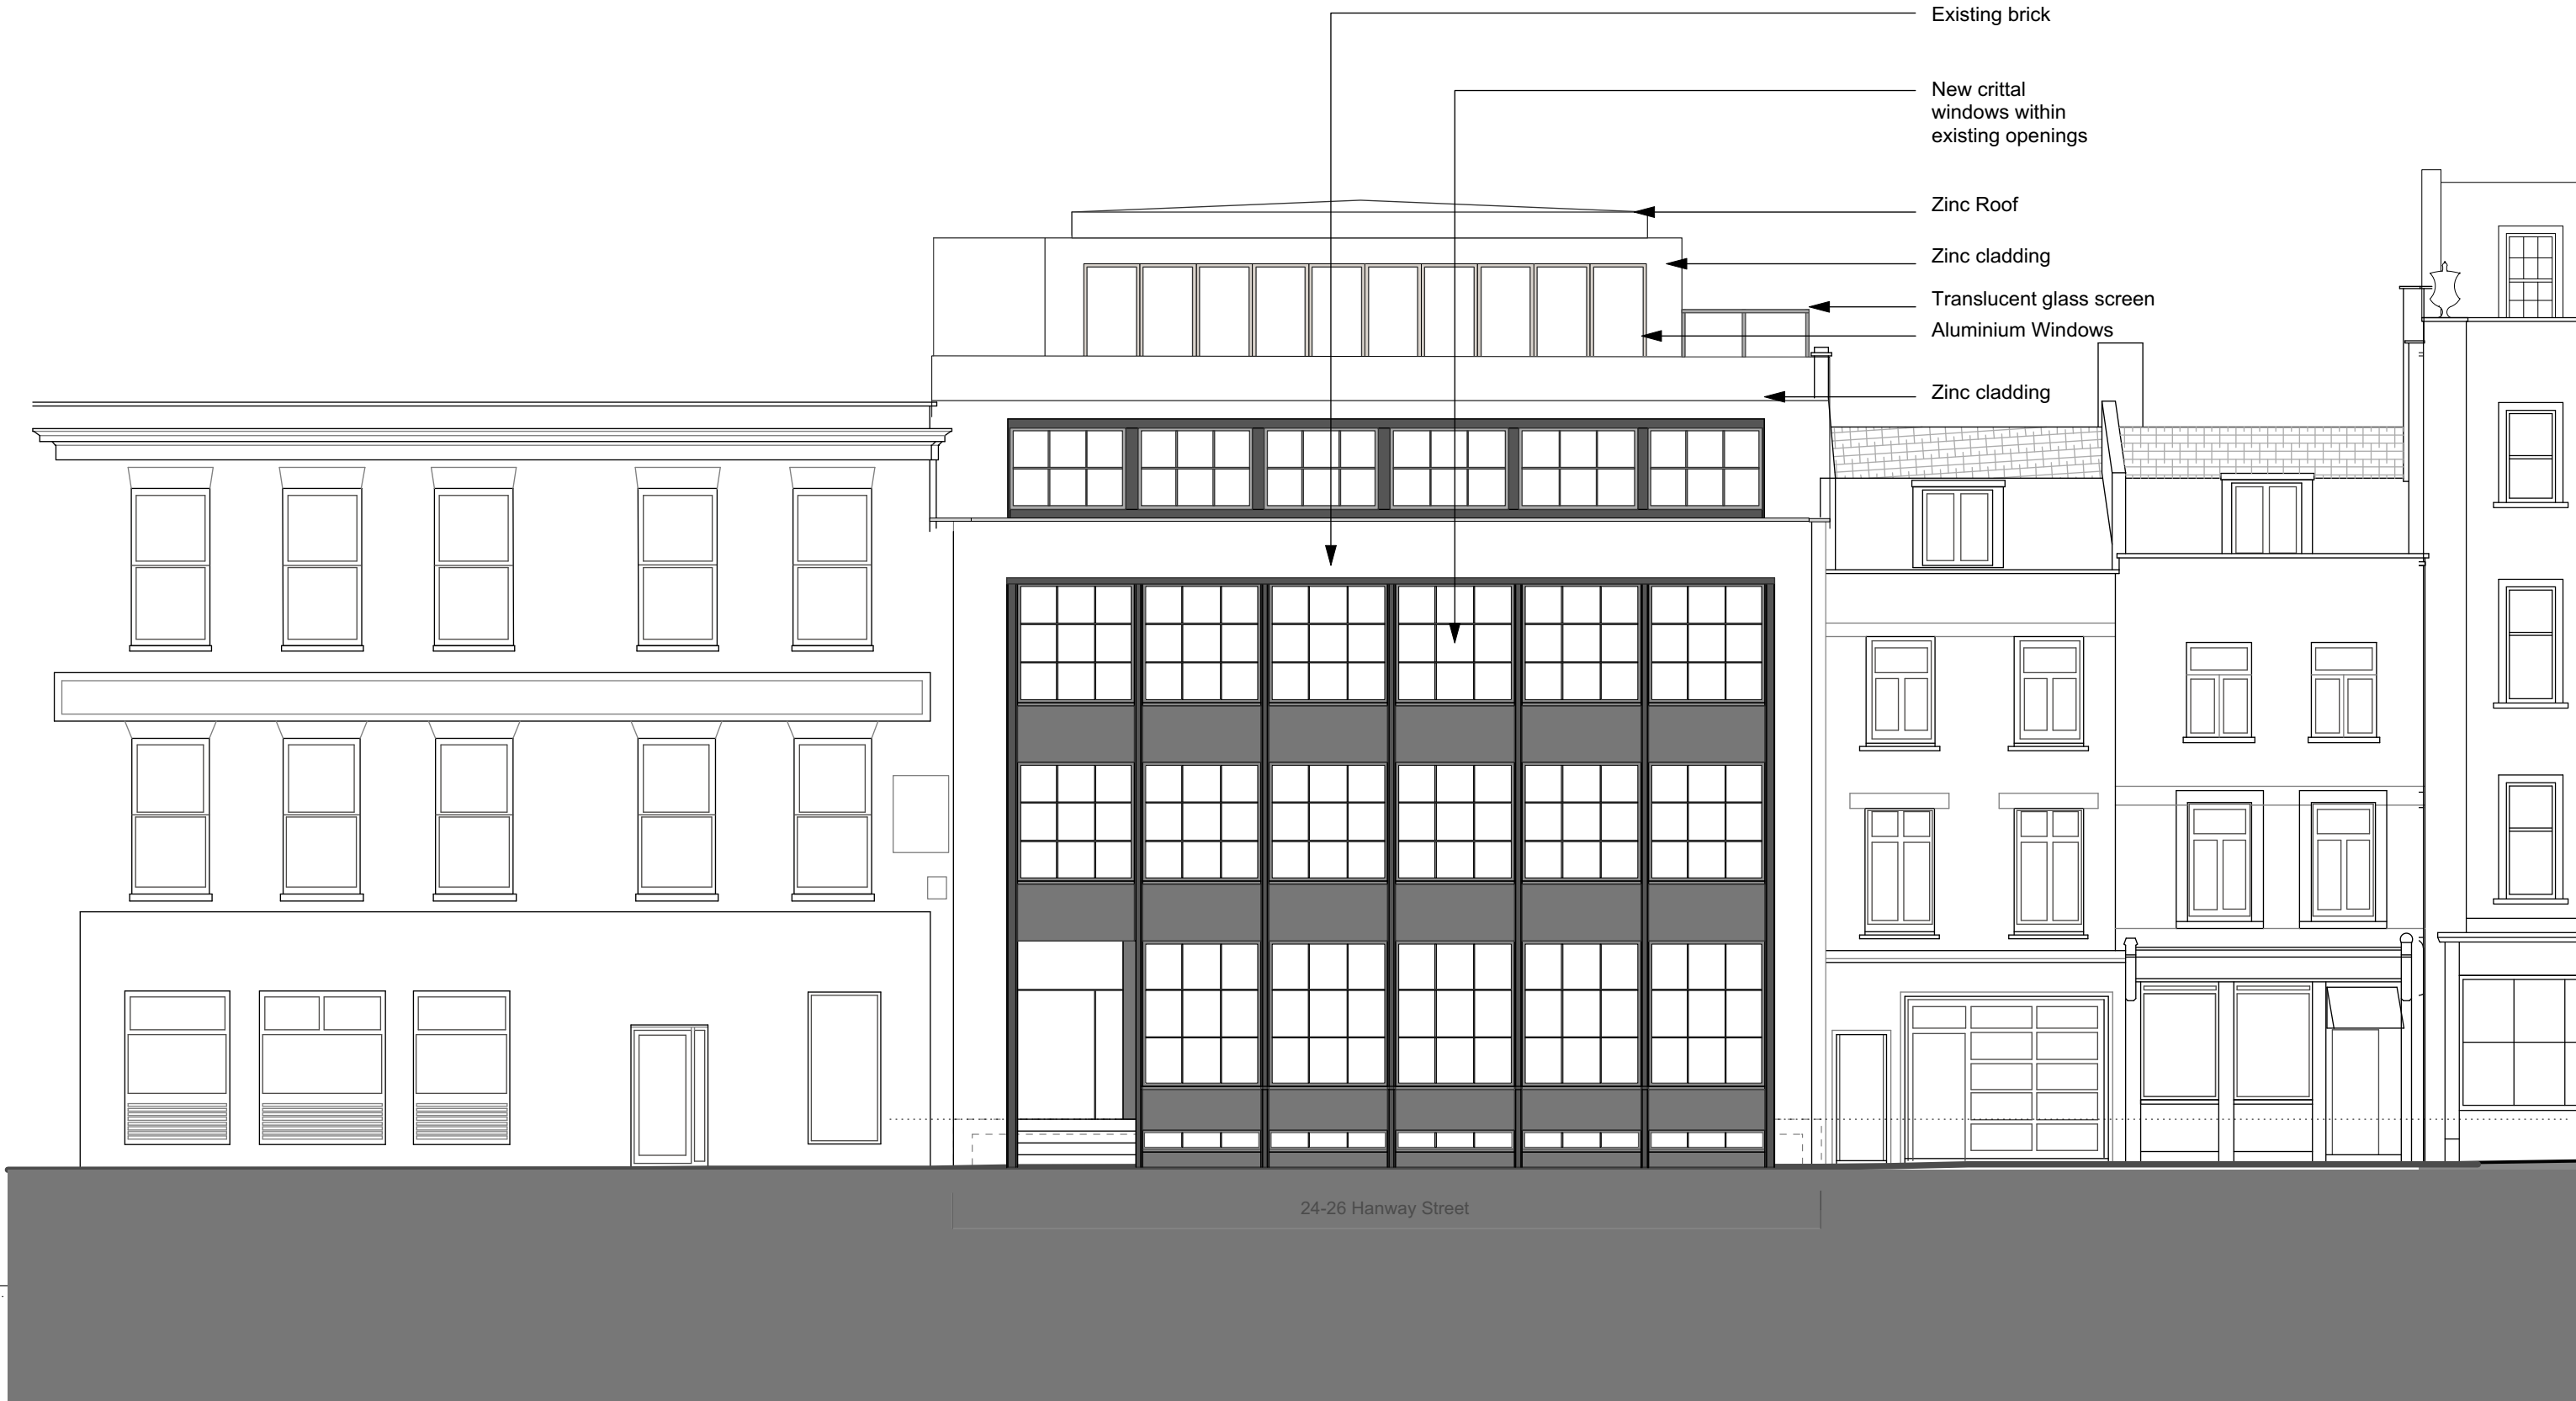 Existing brick
New crittal
windows within
existing openings
Zinc Roof
Zinc cladding
Translucent glass screen
Aluminium Windows
Zinc cladding
24-26 Hanway Street